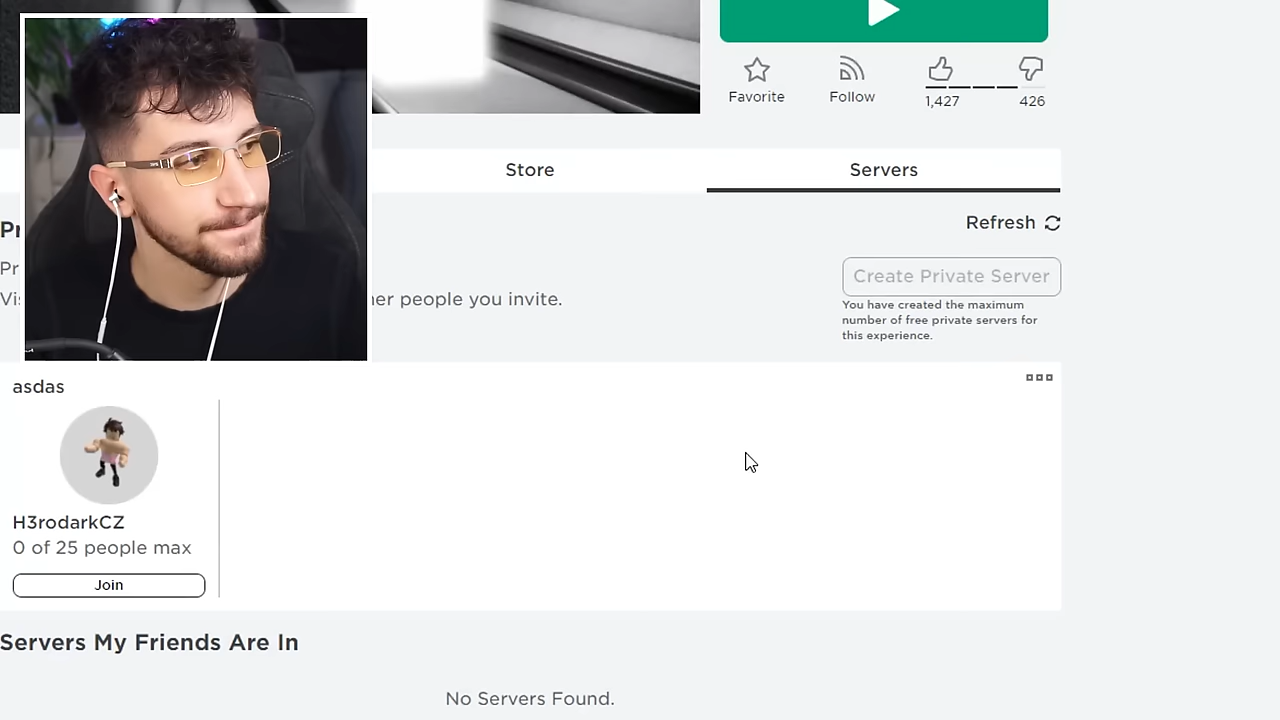 Favorite
Follow
1,427
426
Store
Servers
Refresh
Create Private Server
er people you invite.
You have created the maximum
number of free private servers for
this experience.
asdas
H3rodarkCZ
0 of 25 people max
Join
Servers My Friends Are In
No Servers Found.